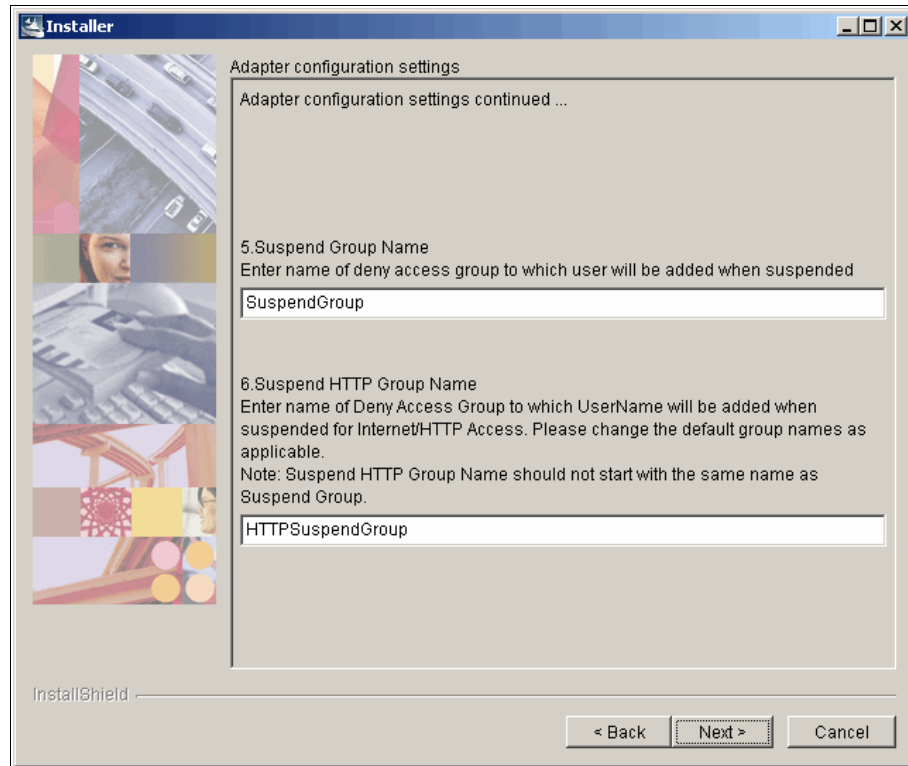 Installer
Adapter configuration settings
Adapter configuration settings continued ...
5.Suspend Group Name
Enter name of deny access group to which user will be added when suspended
SuspendGroup
6.Suspend HTTP Group Name
Enter name of Deny Access Group to which UserName will be added when
suspended for Internet/HTTP Access. Please change the default group names as
applicable.
Note: Suspend HTTP Group Name should not start with the same name as
Suspend Group.
HTTPSuspendGroup
InstallShield
< Back Next > Cancel